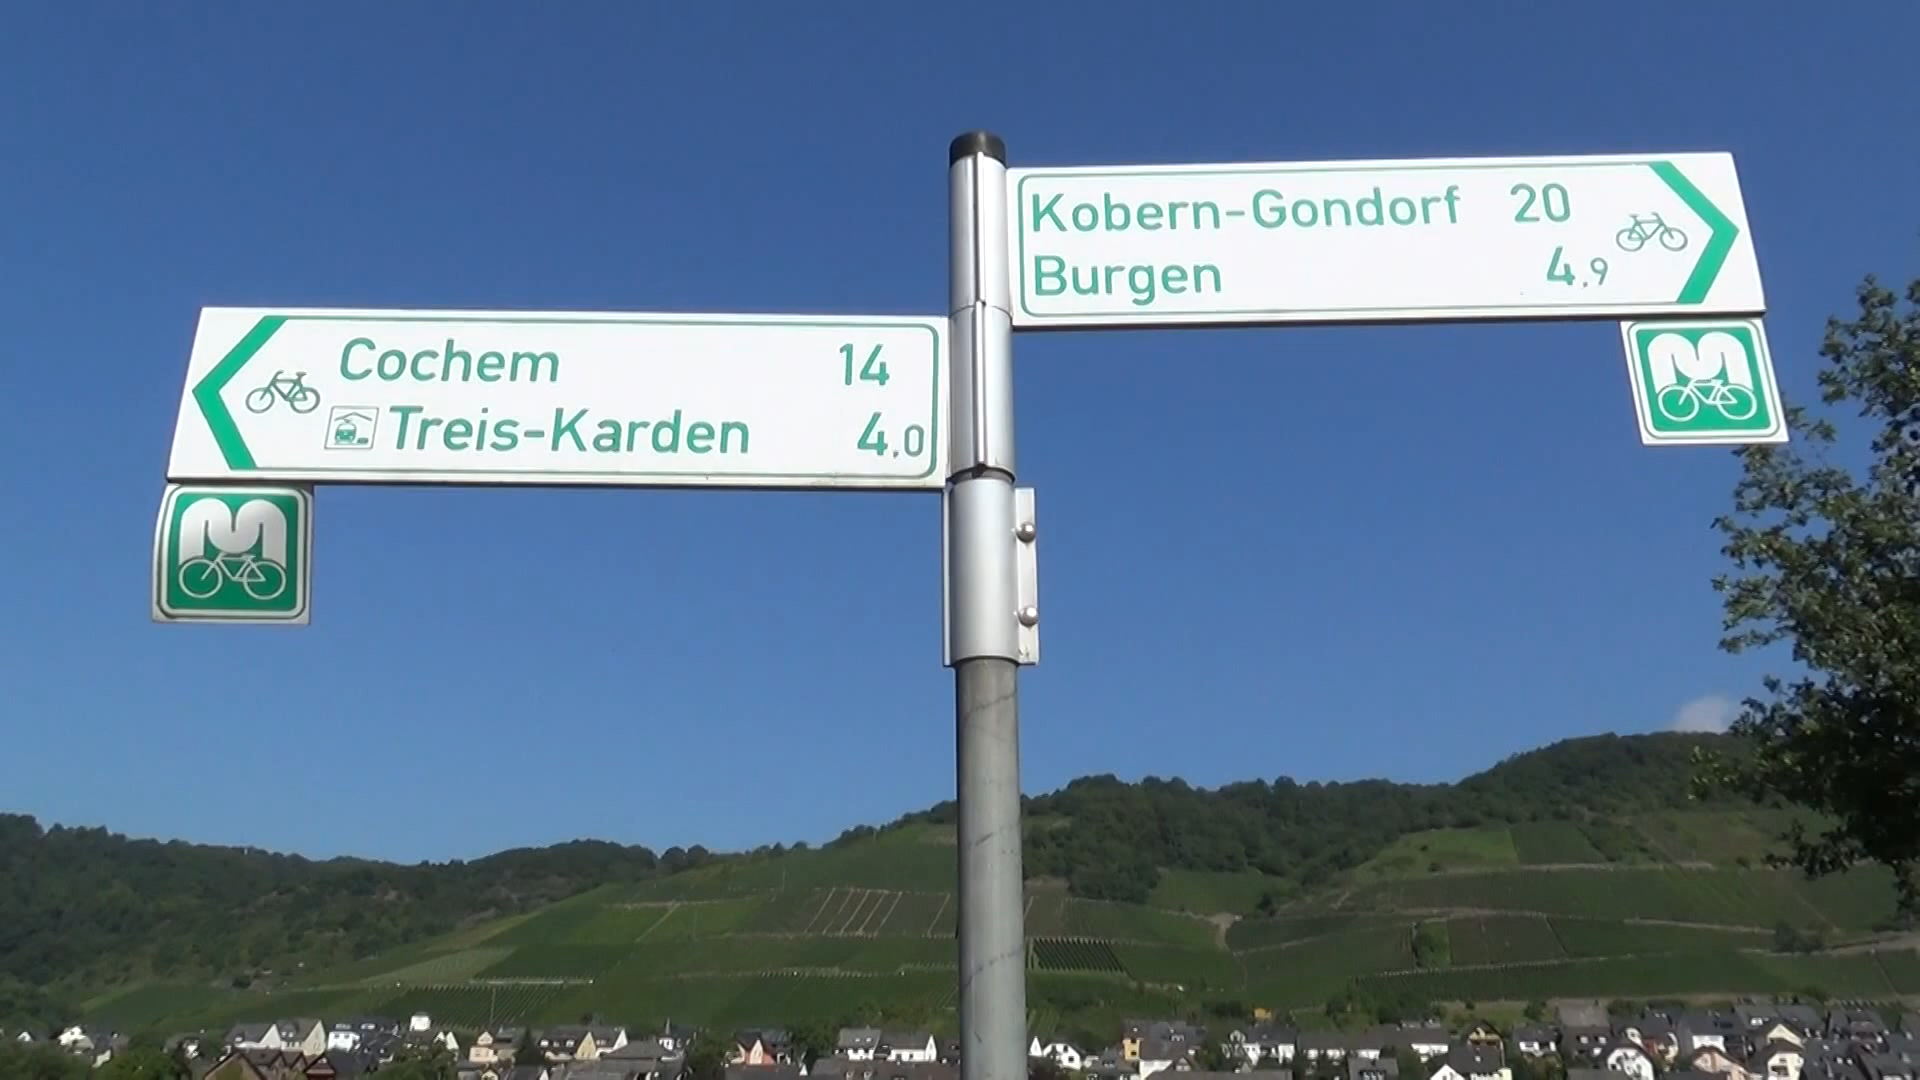 Kobern-Gondorf 20
Burgen 4.9
Cochem 14
Treis-Karden 4.0
M
M